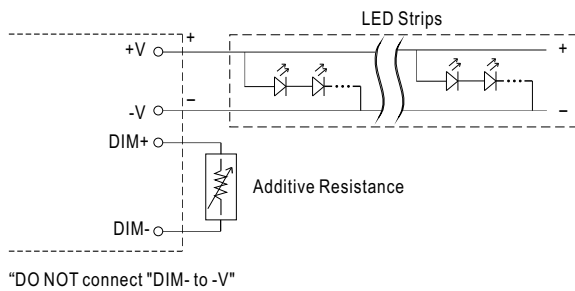 LED Strips
+V
+
+
-V
–
–
DIM+
Additive Resistance
DIM-
“DO NOT connect "DIM- to -V"